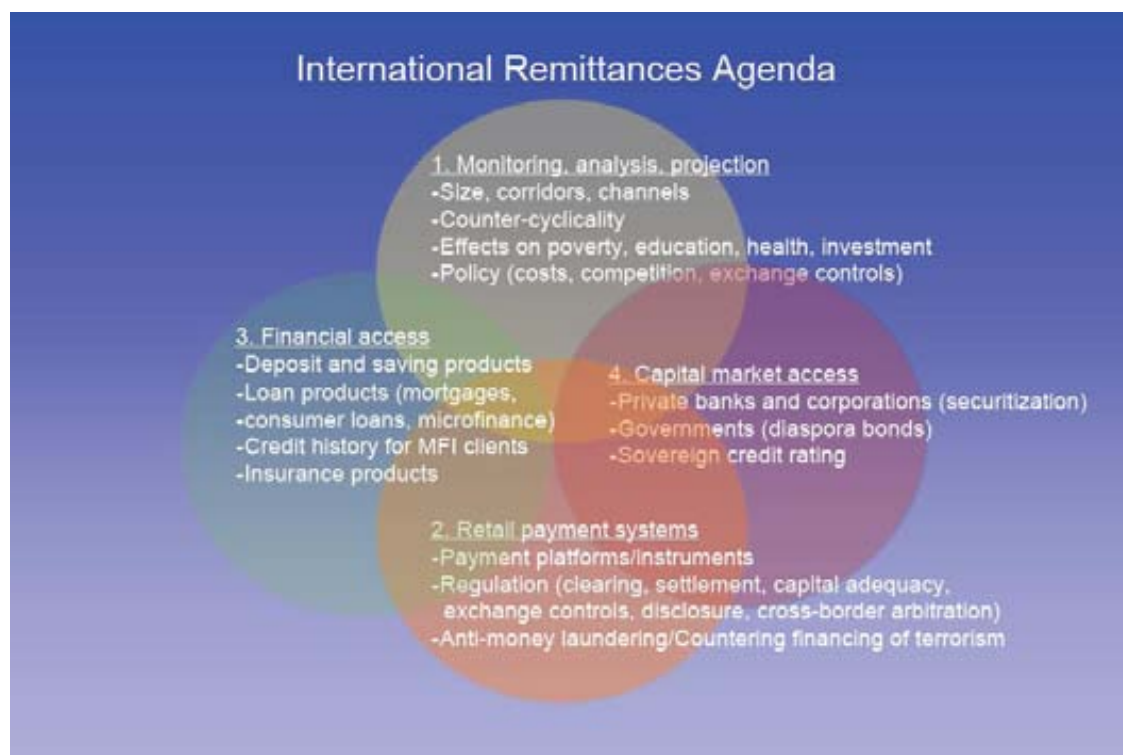 International Remittances Agenda
1. Monitoring, analysis, projection
-Size, corridors, channels
-Counter-cyclicality
-Effects on poverty, education, health, investment
-Policy (costs, competition, exchange controls)
3. Financial access
-Deposit and saving products
-Loan products (mortgages,
-consumer loans, microfinance)
-Credit history for MFI clients
-Insurance products
4. Capital market access
-Private banks and corporations (securitization)
-Governments (diaspora bonds)
-Sovereign credit rating
2. Retail payment systems
-Payment platforms/instruments
-Regulation (clearing, settlement, capital adequacy,
exchange controls, disclosure, cross-border arbitration)
-Anti-money laundering/Countering financing of terrorism